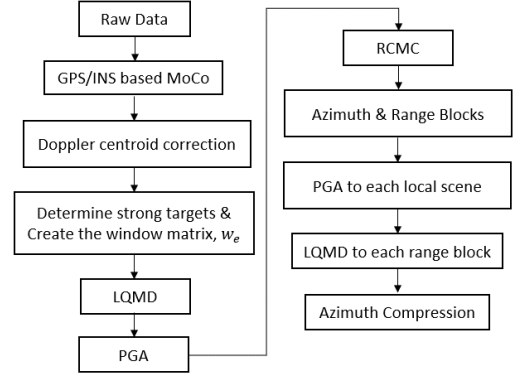 Raw Data
GPS/INS based MoCo
Doppler centroid correction
Determine strong targets &
Create the window matrix, wₑ
LQMD
PGA
RCMC
Azimuth & Range Blocks
PGA to each local scene
LQMD to each range block
Azimuth Compression